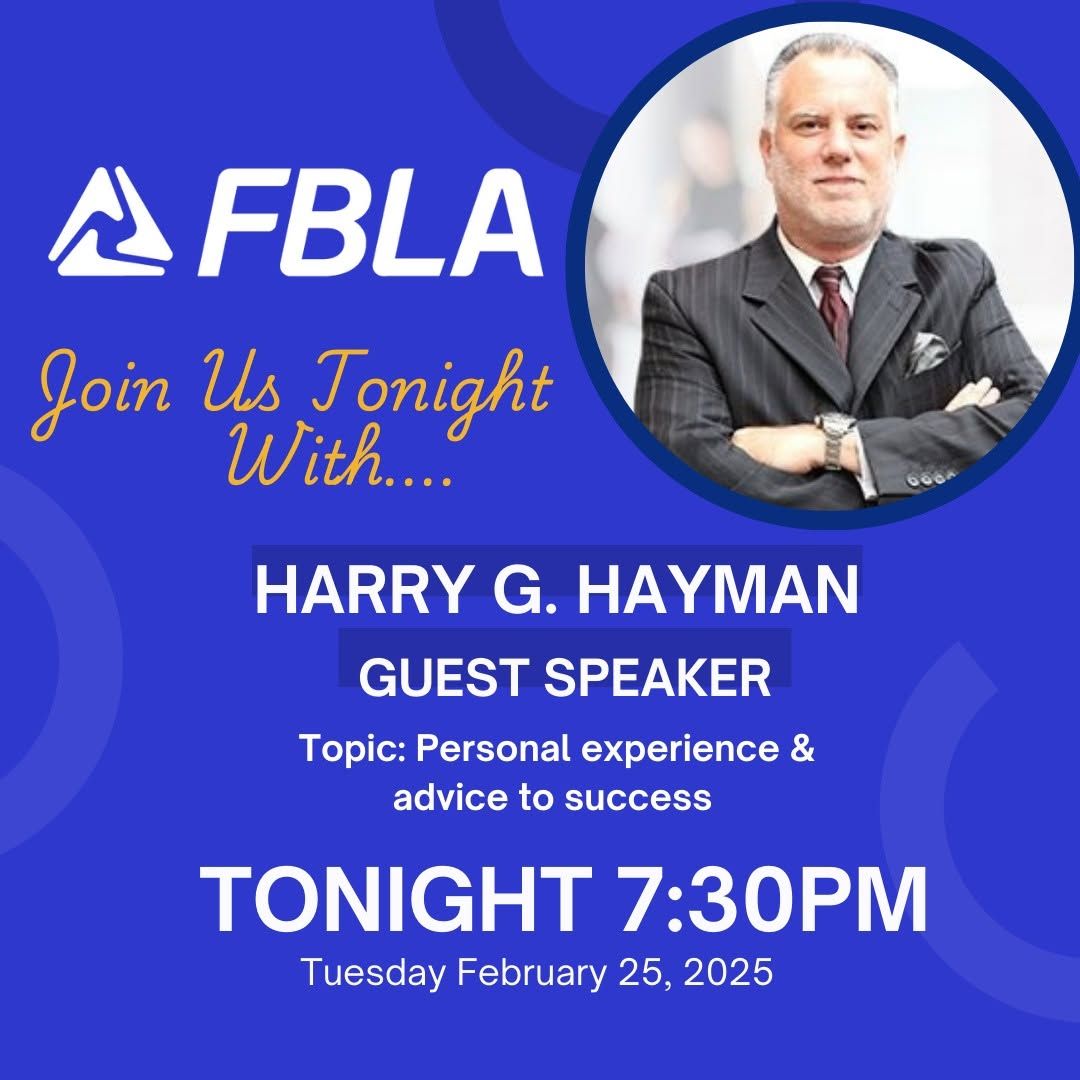 FBLA
Join Us Tonight
With....
HARRY G. HAYMAN
GUEST SPEAKER
Topic: Personal experience &
advice to success
TONIGHT 7:30PM
Tuesday February 25, 2025